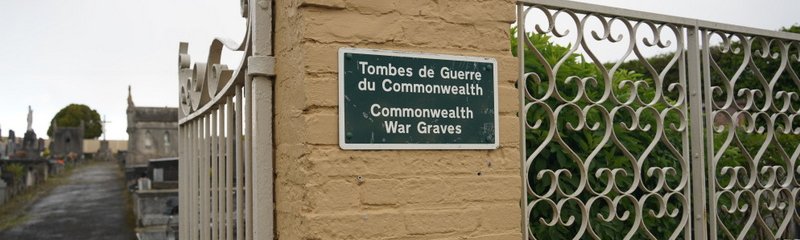 Tombes de Guerre
du Commonwealth
Commonwealth
War Graves